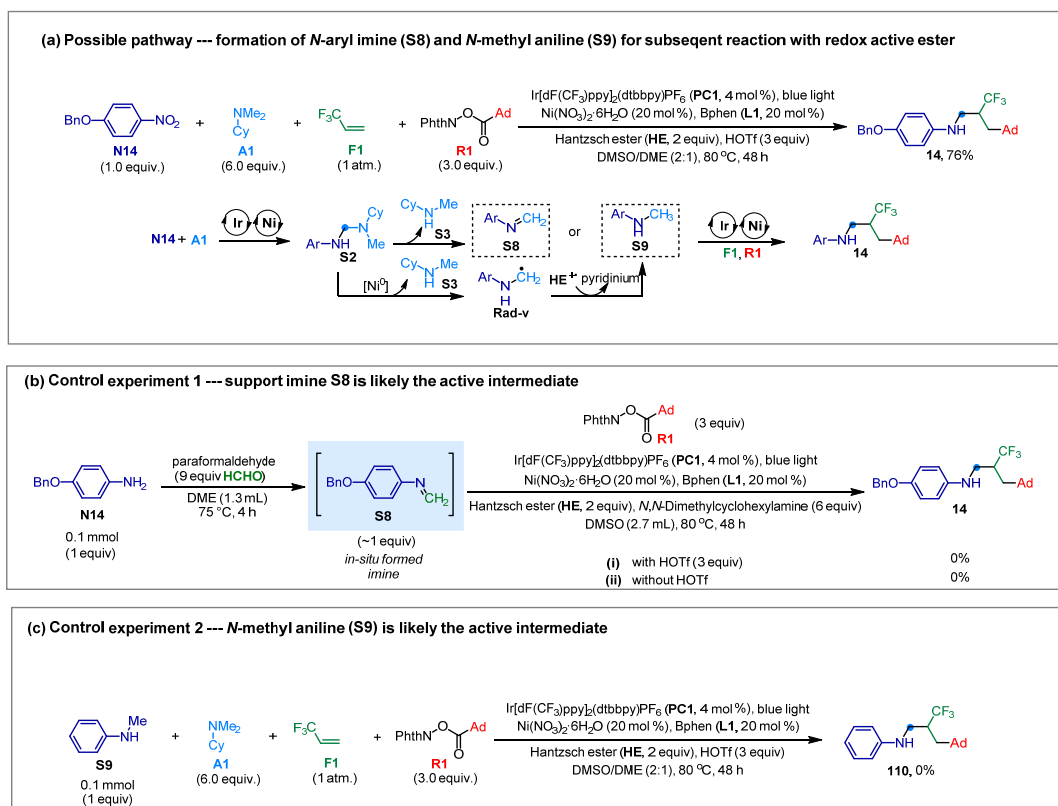 (a) Possible pathway --- formation of N-aryl imine (S8) and N-methyl aniline (S9) for subseqent reaction with redox active ester
BnO
NO2
N14
(1.0 equiv.)
+
NMe2
Cy
A1
(6.0 equiv.)
+
F3C
F1
(1 atm.)
+
PhthN
O
Ad
O
R1
(3.0 equiv.)
Ir[dF(CF3)ppy]2(dtbbpy)PF6 (PC1, 4 mol %), blue light
Ni(NO3)2·6H2O (20 mol %), Bphen (L1, 20 mol %)
Hantzsch ester (HE, 2 equiv), HOTf (3 equiv)
DMSO/DME (2:1), 80 °C, 48 h
BnO
NH
CF3
Ad
14, 76%
N14 + A1
Ir
Ni
Cy
N
Me
Ar
NH
S2
Cy
N
H
Me
S3
Ar
N
CH2
S8
or
Ar
N
H
CH3
S9
Ir
Ni
F1, R1
CF3
Ar
NH
Ad
14
[Ni0]
Cy
N
H
Me
S3
Ar
N
H
CH2
Rad-v
HE+•
pyridinium
(b) Control experiment 1 --- support imine S8 is likely the active intermediate
BnO
NH2
N14
0.1 mmol
(1 equiv)
paraformaldehyde
(9 equiv HCHO)
DME (1.3 mL)
75 °C, 4 h
BnO
N
CH2
S8
(~1 equiv)
in-situ formed
imine
PhthN
O
Ad
O
R1
(3 equiv)
Ir[dF(CF3)ppy]2(dtbbpy)PF6 (PC1, 4 mol %), blue light
Ni(NO3)2·6H2O (20 mol %), Bphen (L1, 20 mol %)
Hantzsch ester (HE, 2 equiv), N,N-Dimethylcyclohexylamine (6 equiv)
DMSO (2.7 mL), 80 °C, 48 h
BnO
NH
CF3
Ad
14
(i) with HOTf (3 equiv) 0%
(ii) without HOTf 0%
(c) Control experiment 2 --- N-methyl aniline (S9) is likely the active intermediate
Me
N
H
S9
0.1 mmol
(1 equiv)
+
NMe2
Cy
A1
(6.0 equiv.)
+
F3C
F1
(1 atm.)
+
PhthN
O
Ad
O
R1
(3.0 equiv.)
Ir[dF(CF3)ppy]2(dtbbpy)PF6 (PC1, 4 mol %), blue light
Ni(NO3)2·6H2O (20 mol %), Bphen (L1, 20 mol %)
Hantzsch ester (HE, 2 equiv), HOTf (3 equiv)
DMSO/DME (2:1), 80 °C, 48 h
NH
CF3
Ad
110, 0%